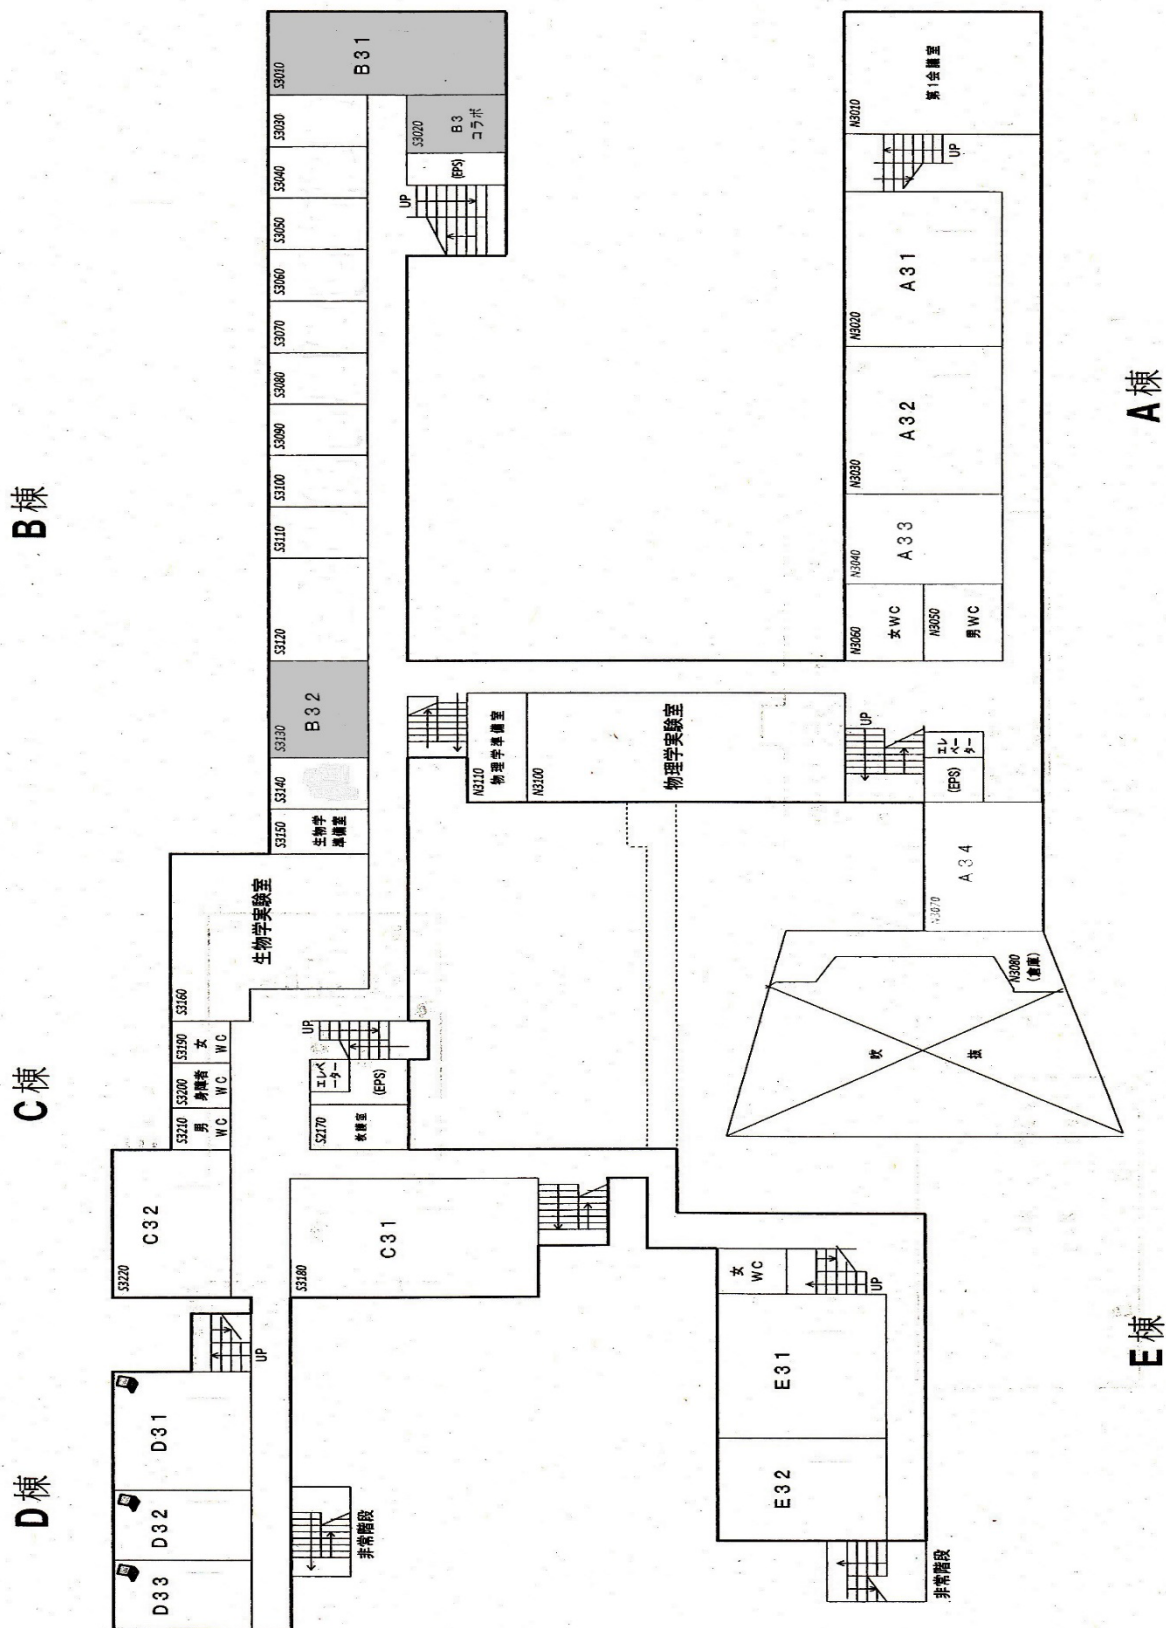 B棟
S3010
B31
S3020
B3
コラボ
(EPS)
UP
S3030
S3040
S3050
S3060
S3070
S3080
S3090
S3100
S3110
S3120
S3130
B32
S3140
S3150
生物学
準備室
S3160
生物学実験室
C棟
S3190
女
WC
S3200
身障者
WC
S3210
男
WC
UP
エレベ
ーター
(EPS)
S2170
救護室
S3220
C32
S3180
C31
D棟
UP
D31
D32
D33
非常階段
A棟
N3010
第1会議室
UP
N3020
A31
N3030
A32
N3040
A33
N3060
女WC
N3050
男WC
N3110
物理学準備室
N3100
物理学実験室
UP
エレベ
ーター
(EPS)
N3070
A34
N3080
(倉庫)
吹
抜
E棟
女
WC
UP
E31
E32
非常階段